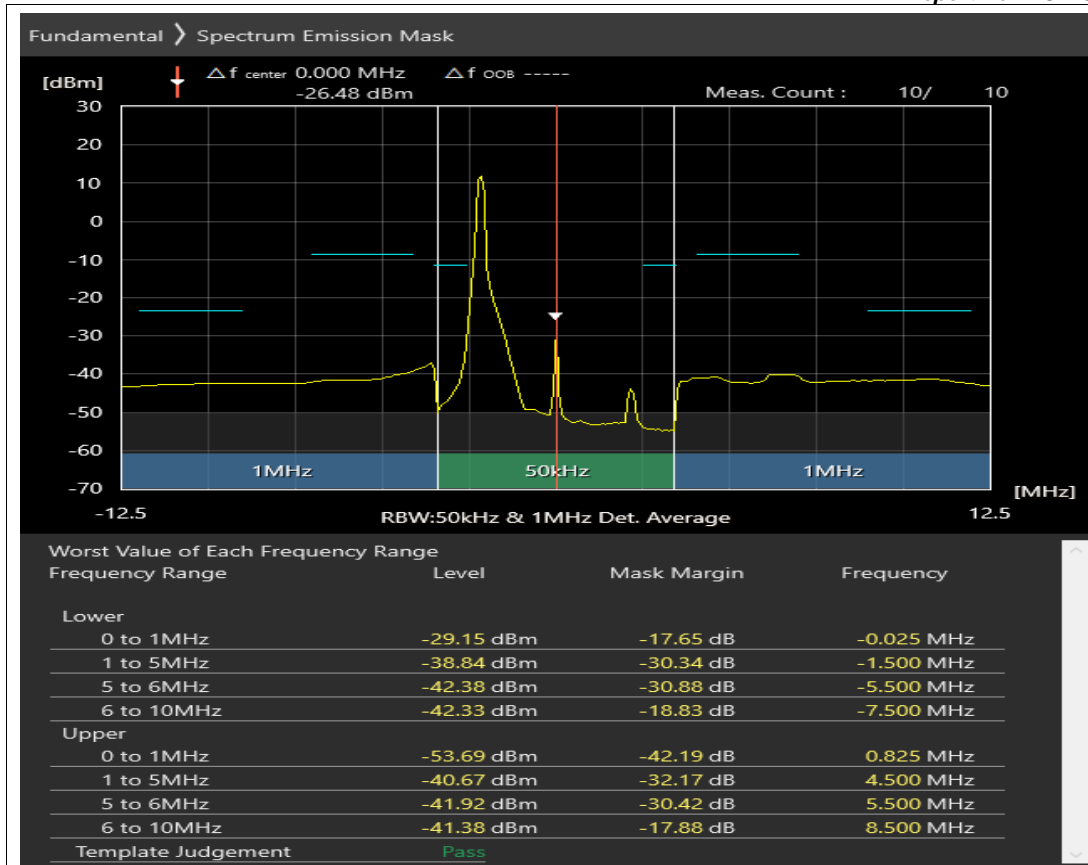 Fundamental ❯ Spectrum Emission Mask
[dBm]
△ f center 0.000 MHz △ f OOB -----
-26.48 dBm
Meas. Count : 10/ 10
30
20
10
0
-10
-20
-30
-40
-50
-60
-70
1MHz 50kHz 1MHz
[MHz]
-12.5 RBW:50kHz & 1MHz Det. Average 12.5
Worst Value of Each Frequency Range
Frequency Range Level Mask Margin Frequency
Lower
0 to 1MHz -29.15 dBm -17.65 dB -0.025 MHz
1 to 5MHz -38.84 dBm -30.34 dB -1.500 MHz
5 to 6MHz -42.38 dBm -30.88 dB -5.500 MHz
6 to 10MHz -42.33 dBm -18.83 dB -7.500 MHz
Upper
0 to 1MHz -53.69 dBm -42.19 dB 0.825 MHz
1 to 5MHz -40.67 dBm -32.17 dB 4.500 MHz
5 to 6MHz -41.92 dBm -30.42 dB 5.500 MHz
6 to 10MHz -41.38 dBm -17.88 dB 8.500 MHz
Template Judgement Pass